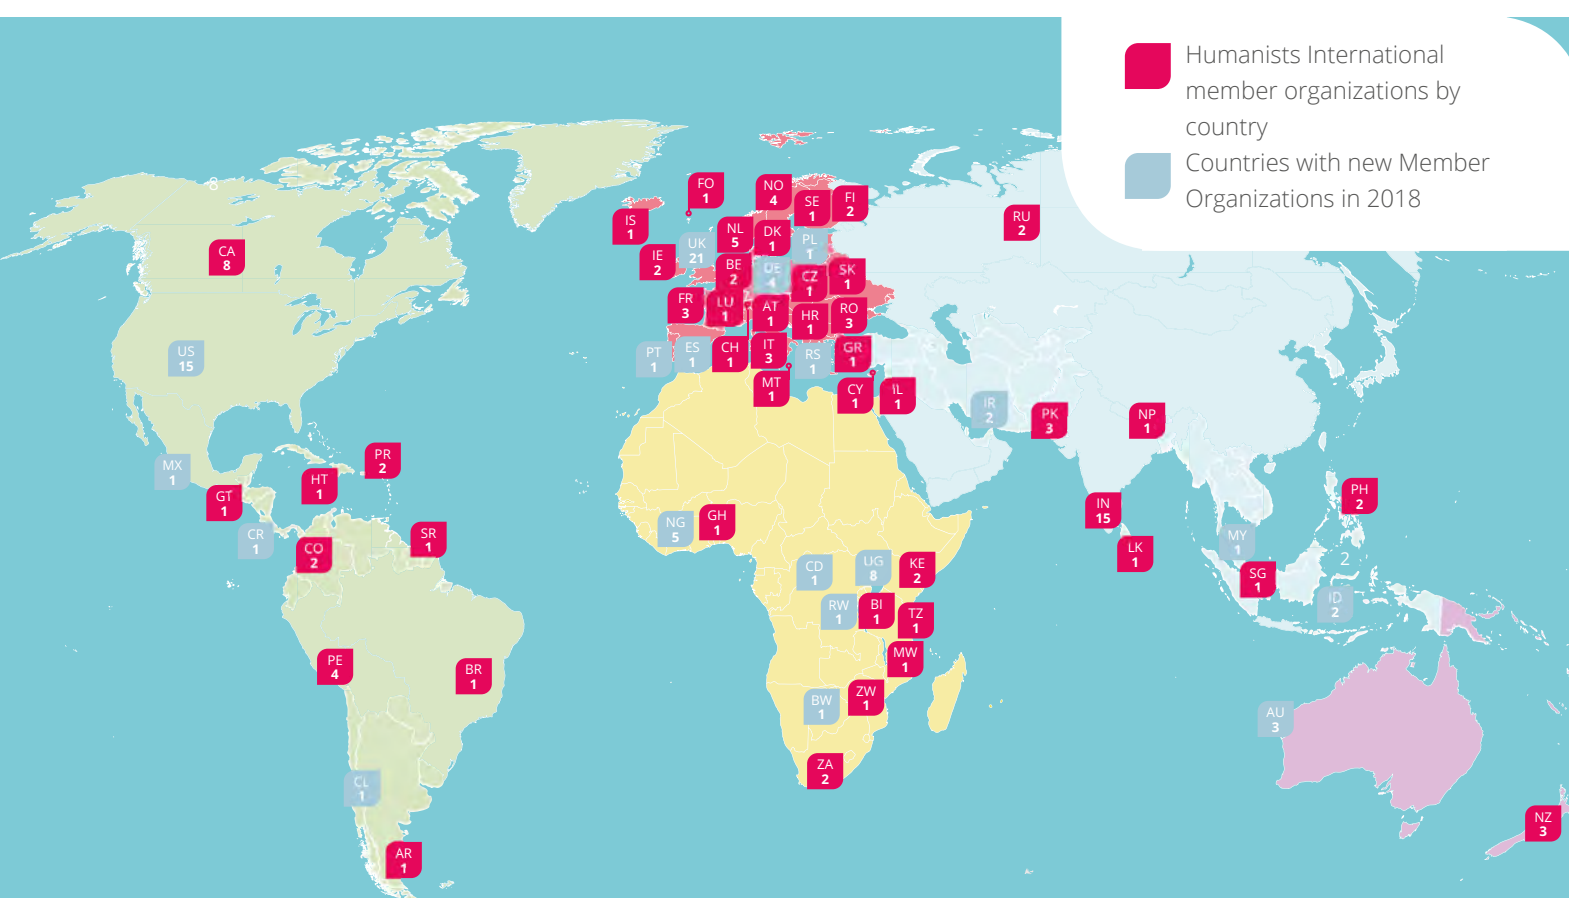 Humanists International
member organizations by
country
Countries with new Member
Organizations in 2018
8
FO
1
NO
4
SE
1
FI
2
IS
1
RU
2
NL
5
DK
1
PL
1
UK
21
CA
8
IE
2
BE
2
DE
4
CZ
1
SK
1
FR
3
LU
1
AT
1
HR
1
RO
3
US
15
PT
1
ES
1
CH
1
IT
3
RS
1
GR
1
MT
1
CY
1
IL
1
IR
2
PK
3
NP
1
MX
1
PR
2
HT
1
GT
1
PH
2
IN
15
CR
1
CO
2
SR
1
NG
5
GH
1
LK
1
MY
1
2
CD
1
UG
8
KE
2
SG
1
RW
1
BI
1
TZ
1
ID
2
PE
4
BR
1
MW
1
BW
1
ZW
1
AU
3
CL
1
ZA
2
NZ
3
AR
1